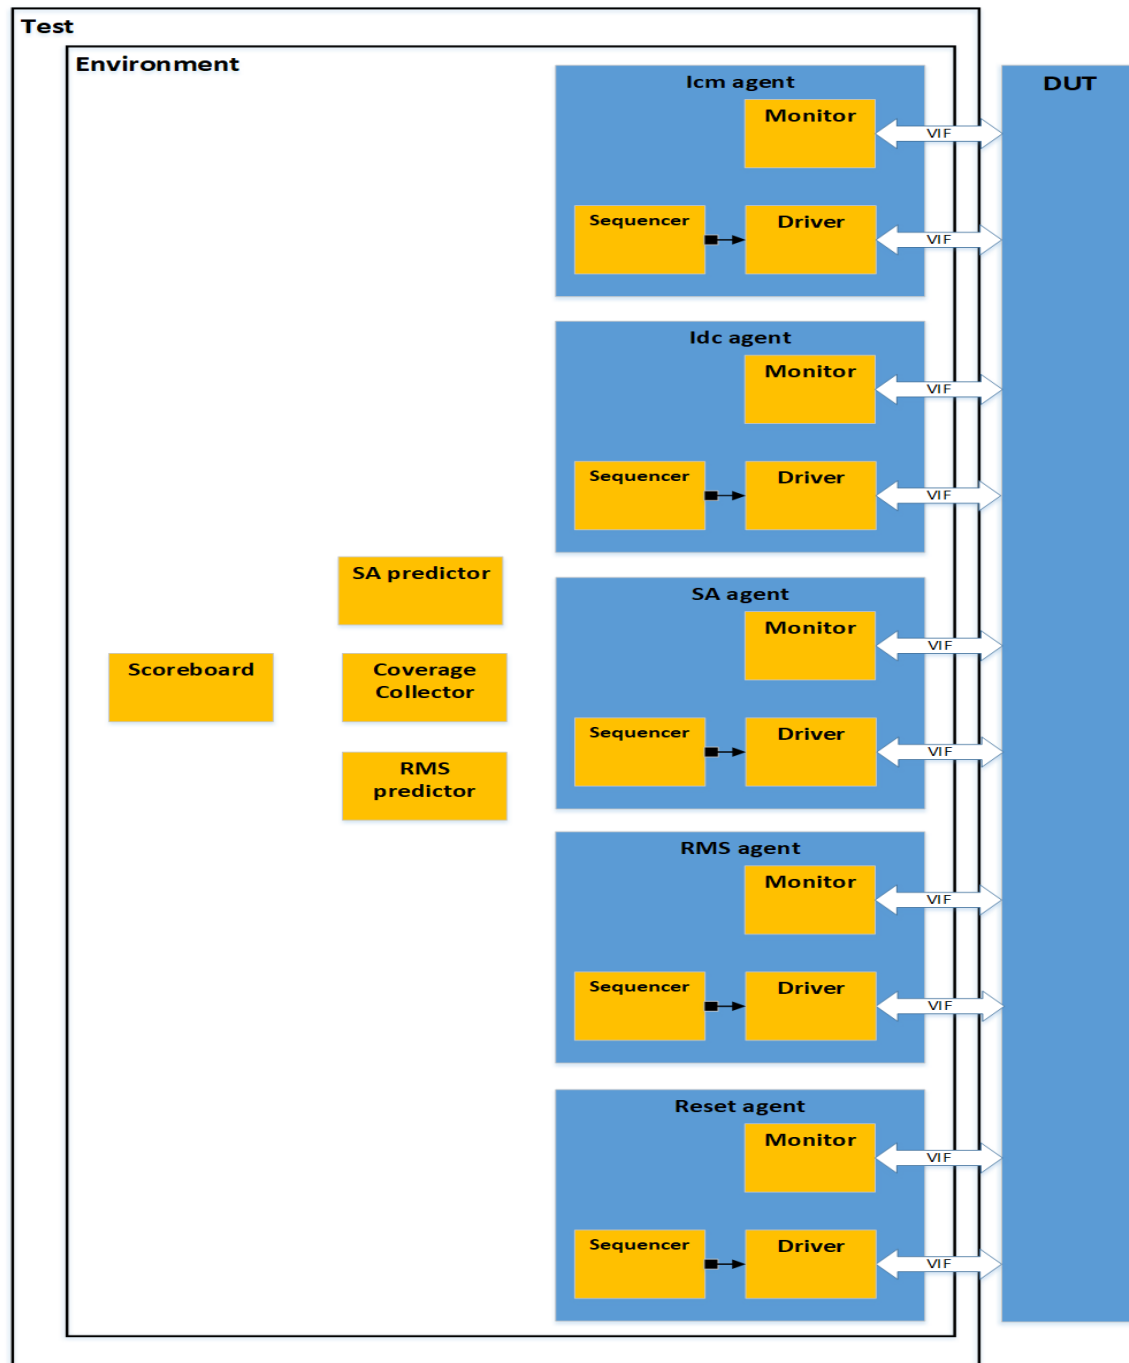 Test
Environment
Icm agent
Monitor
VIF
Sequencer
Driver
VIF
DUT
Idc agent
Monitor
VIF
Sequencer
Driver
VIF
SA predictor
Scoreboard
Coverage
Collector
RMS
predictor
SA agent
Monitor
VIF
Sequencer
Driver
VIF
RMS agent
Monitor
VIF
Sequencer
Driver
VIF
Reset agent
Monitor
VIF
Sequencer
Driver
VIF